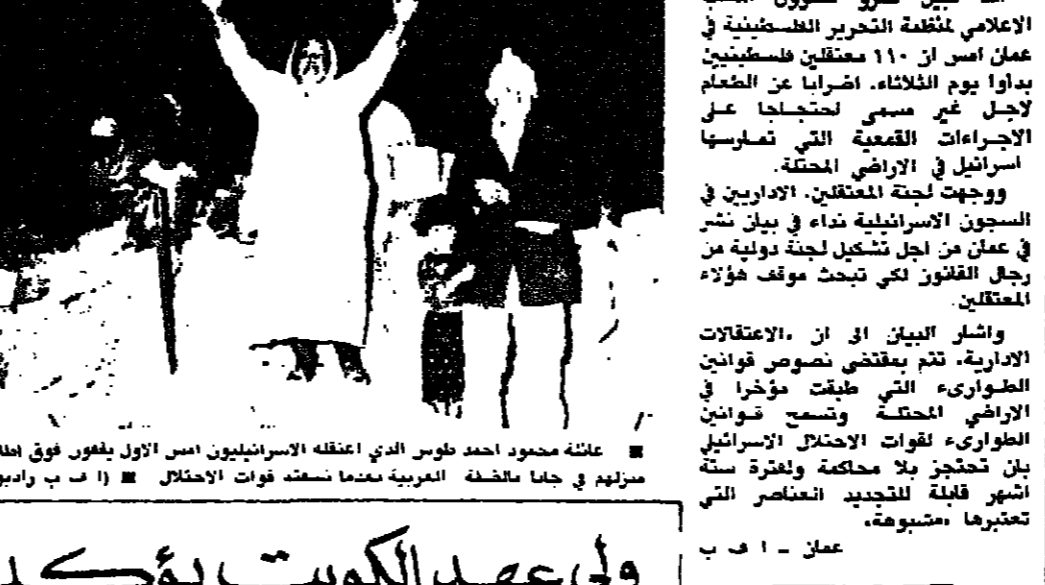 الاعلامي لمنظمة التحرير الفلسطينية في
عمان امس ان ١١٠ معتقلين فلسطينيين
بدأوا يوم الثلاثاء، اضرابا عن الطعام
لاجل غير مسمى احتجاجا على
الاجراءات القمعية التي تمارسها
اسرائيل في الاراضي المحتلة.
ووجهت لجنة المعتقلين، الاداريين في
السجون الاسرائيلية نداء في بيان نشر
في عمان من اجل تشكيل لجنة دولية من
رجال القانون لكي تبحث موقف هؤلاء
المعتقلين.
واشار البيان الى ان «الاعتقالات
الادارية» تتم بمقتضى نصوص قوانين
الطوارىء التي طبقت مؤخرا في
الاراضي المحتلة وتسمح قوانين
الطوارىء لقوات الاحتلال الاسرائيلي
بان تحتجز بلا محاكمة ولفترة ستة
اشهر قابلة للتجديد العناصر التي
تعتبرها «مشبوهة»
عمان ـ ا ف ب
■ عائلة محمود احمد طوس الذي اعتقله الاسرائيليون امس الاول يقفون فوق
منزلهم في جابا بالضفة الغربية بعدما نسفته قوات الاحتلال ■ (ا ف ب
ولي عهد الكويت يؤكد